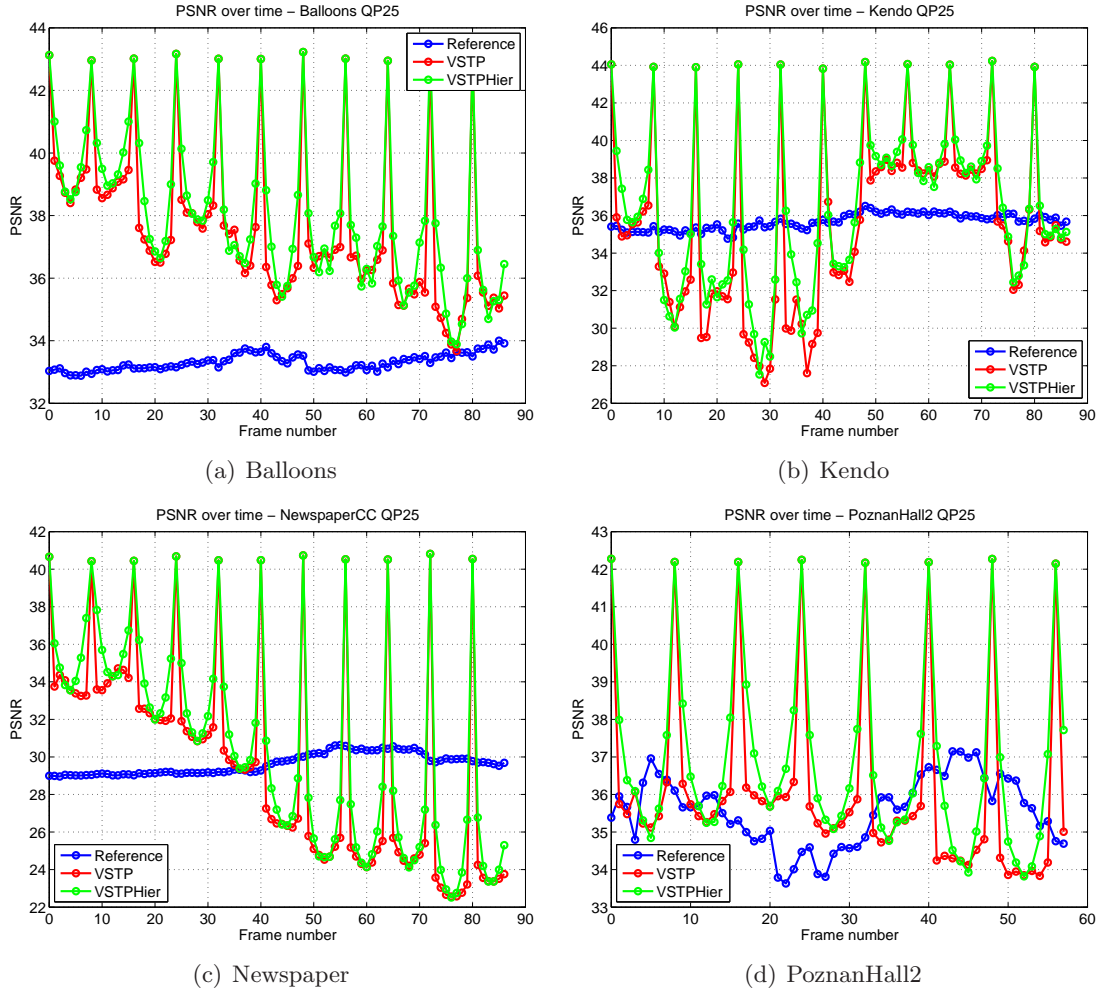 PSNR over time − Balloons QP25
44
42
40
38
36
34
32
PSNR
0 10 20 30 40 50 60 70 80 90
Frame number
Reference
VSTP
VSTPHier
(a) Balloons
PSNR over time − Kendo QP25
46
44
42
40
38
36
34
32
30
28
26
PSNR
0 10 20 30 40 50 60 70 80 90
Frame number
Reference
VSTP
VSTPHier
(b) Kendo
PSNR over time − NewspaperCC QP25
42
40
38
36
34
32
30
28
26
24
22
PSNR
0 10 20 30 40 50 60 70 80 90
Frame number
Reference
VSTP
VSTPHier
(c) Newspaper
PSNR over time − PoznanHall2 QP25
43
42
41
40
39
38
37
36
35
34
33
PSNR
0 10 20 30 40 50 60
Frame number
Reference
VSTP
VSTPHier
(d) PoznanHall2